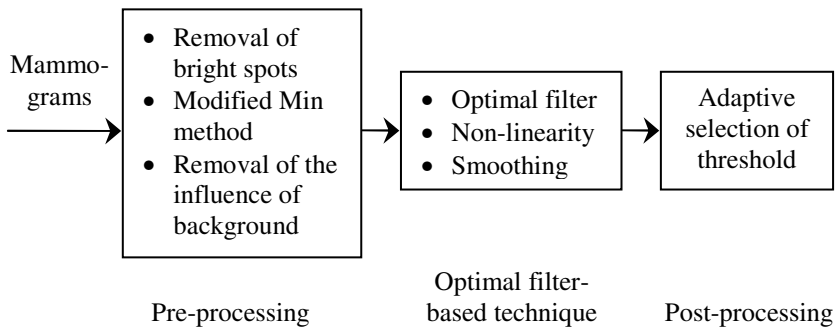 Mammo-
grams
• Removal of
bright spots
• Modified Min
method
• Removal of the
influence of
background
• Optimal filter
• Non-linearity
• Smoothing
Adaptive
selection of
threshold
Pre-processing
Optimal filter-
based technique
Post-processing